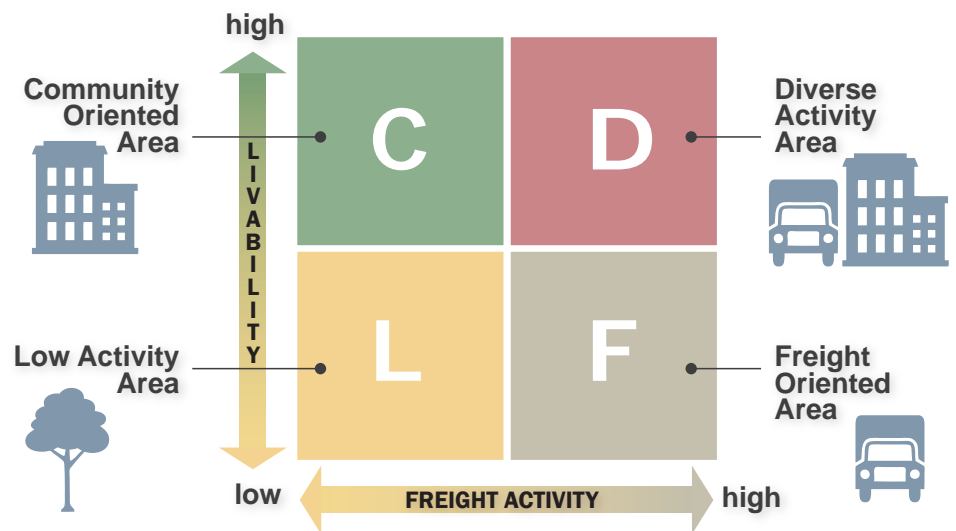 high
Community
Oriented
Area
C
D
Diverse
Activity
Area
LIVABILITY
Low Activity
Area
L
F
Freight
Oriented
Area
low
FREIGHT ACTIVITY
high